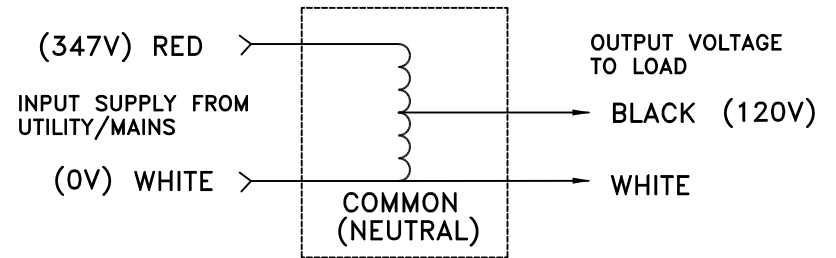 (347V) RED
INPUT SUPPLY FROM
UTILITY/MAINS
(0V) WHITE
COMMON
(NEUTRAL)
OUTPUT VOLTAGE
TO LOAD
BLACK (120V)
WHITE